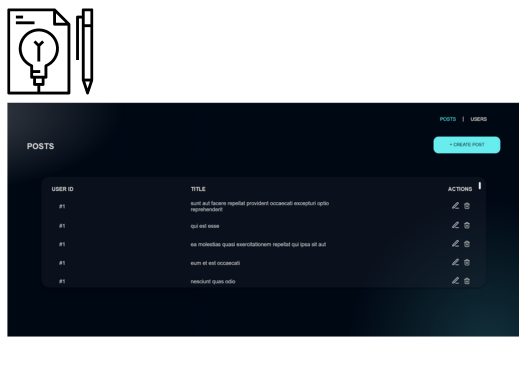 POSTS | USERS
POSTS
+ CREATE POST
USER ID TITLE ACTIONS
#1 sunt aut facere repellat provident occaecati excepturi optio
reprehenderit
#1 qui est esse
#1 ea molestias quasi exercitationem repellat qui ipsa sit aut
#1 eum et est occaecati
#1 nesciunt quas odio